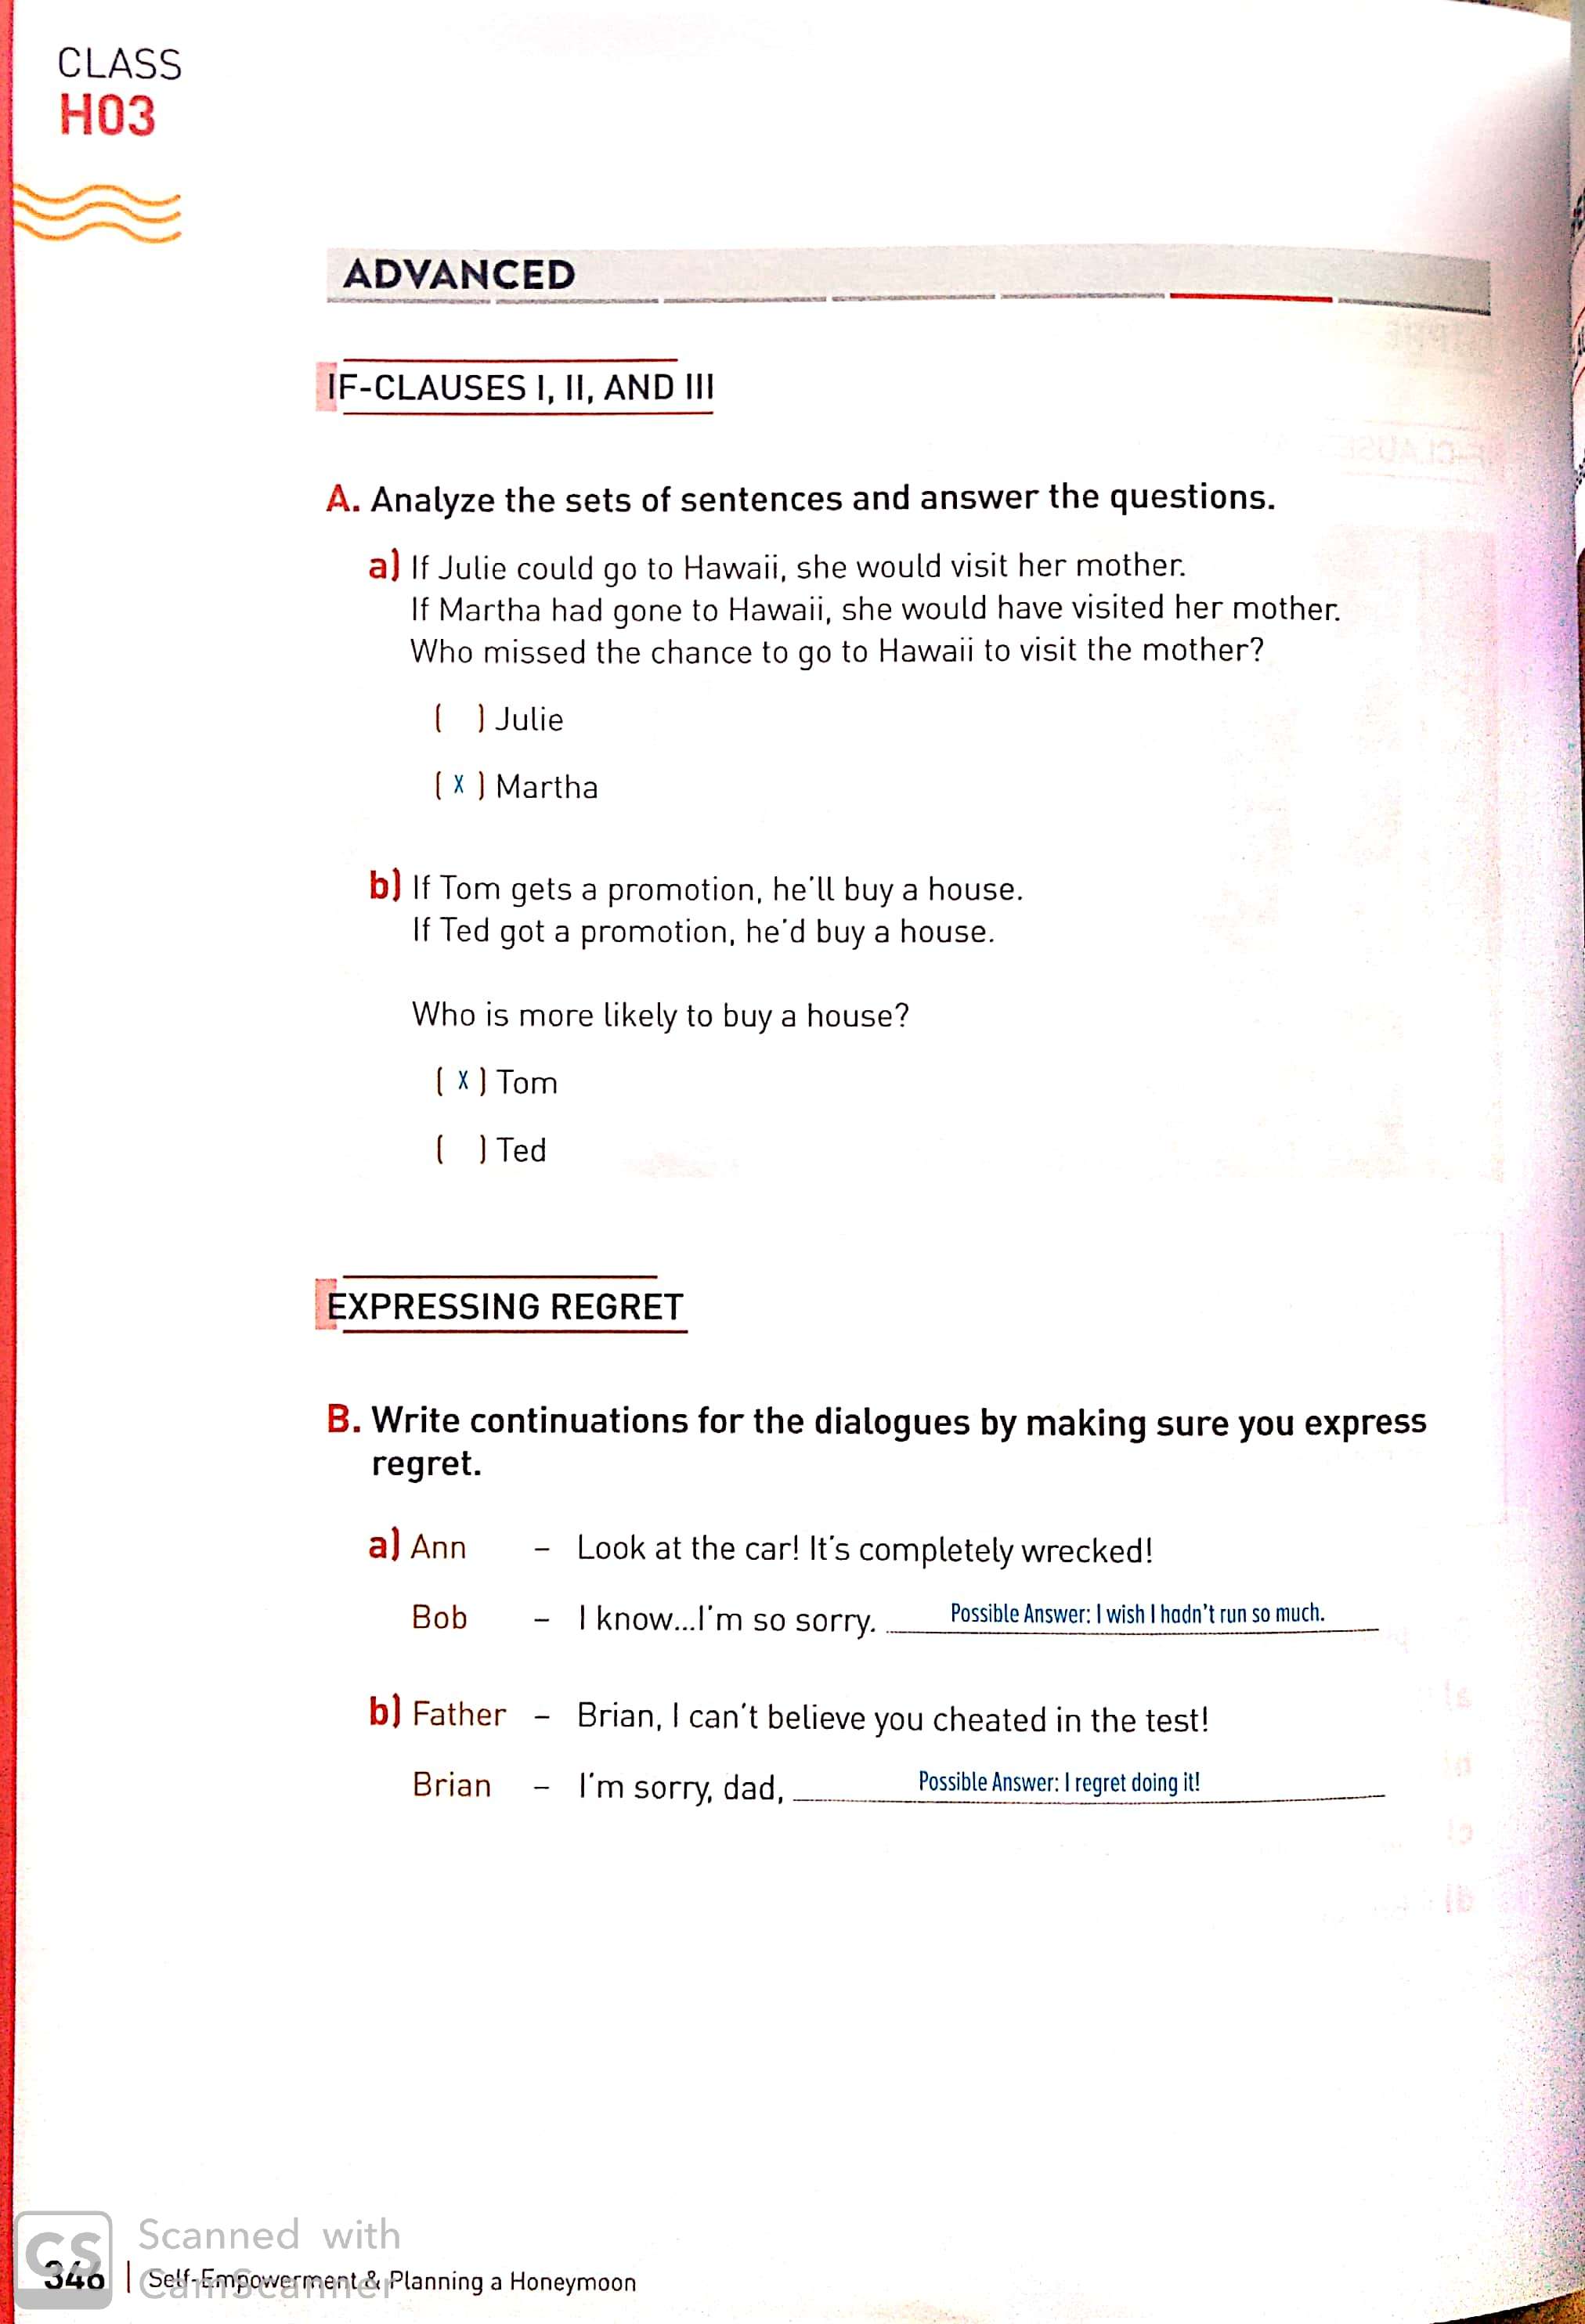 CLASS
H03
ADVANCED
IF-CLAUSES I, II, AND III
A. Analyze the sets of sentences and answer the questions.
a) If Julie could go to Hawaii, she would visit her mother.
If Martha had gone to Hawaii, she would have visited her mother.
Who missed the chance to go to Hawaii to visit the mother?
( ) Julie
( X ) Martha
b) If Tom gets a promotion, he'll buy a house.
If Ted got a promotion, he'd buy a house.
Who is more likely to buy a house?
( X ) Tom
( ) Ted
EXPRESSING REGRET
B. Write continuations for the dialogues by making sure you express
regret.
a) Ann – Look at the car! It's completely wrecked!
Bob – I know...I'm so sorry. Possible Answer: I wish I hadn't run so much.
b) Father – Brian, I can't believe you cheated in the test!
Brian – I'm sorry, dad, Possible Answer: I regret doing it!
CS Scanned with
CamScanner
346 | Self-Empowerment & Planning a Honeymoon